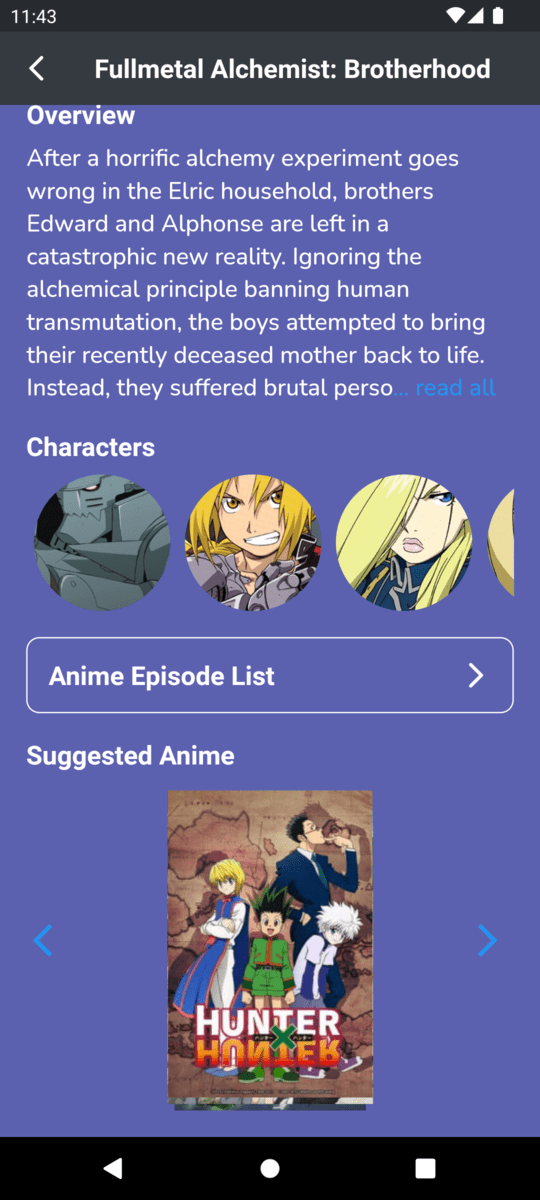 11:43
Fullmetal Alchemist: Brotherhood
Overview
After a horrific alchemy experiment goes
wrong in the Elric household, brothers
Edward and Alphonse are left in a
catastrophic new reality. Ignoring the
alchemical principle banning human
transmutation, the boys attempted to bring
their recently deceased mother back to life.
Instead, they suffered brutal perso... read all
Characters
Anime Episode List
Suggested Anime
HUNTER
HUNTER